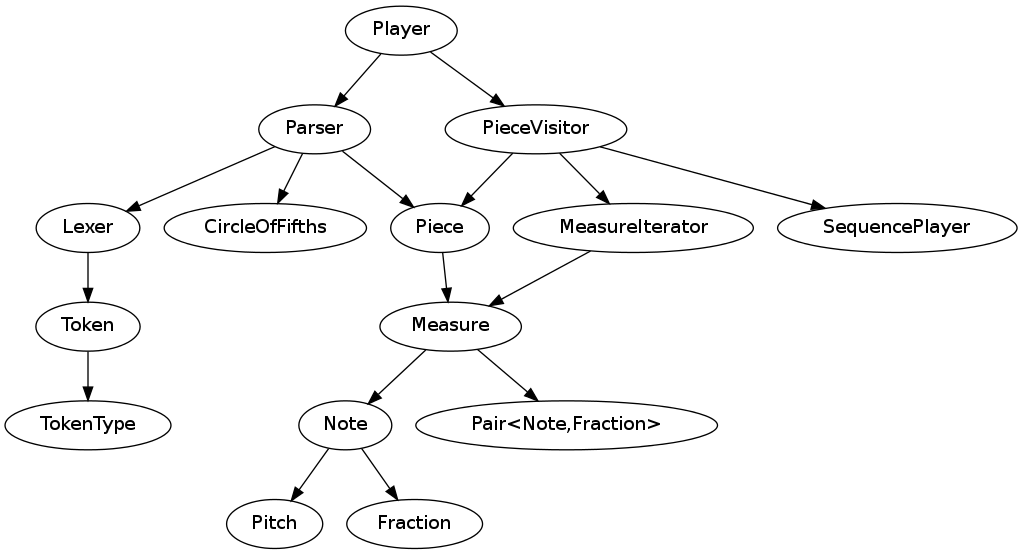 Player
Parser
PieceVisitor
Lexer
CircleOfFifths
Piece
MeasureIterator
SequencePlayer
Token
Measure
TokenType
Note
Pair<Note,Fraction>
Pitch
Fraction